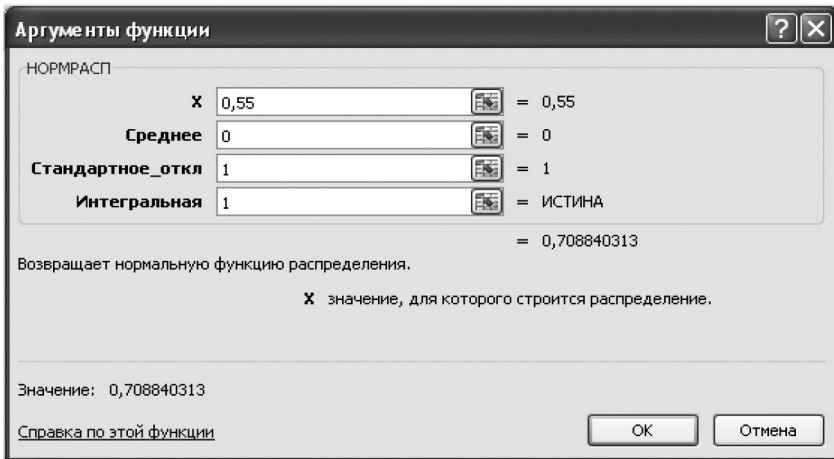 Аргументы функции
НОРМРАСП
X 0,55 = 0,55
Среднее 0 = 0
Стандартное_откл 1 = 1
Интегральная 1 = ИСТИНА
= 0,708840313
Возвращает нормальную функцию распределения.
X значение, для которого строится распределение.
Значение: 0,708840313
Справка по этой функции
OK Отмена